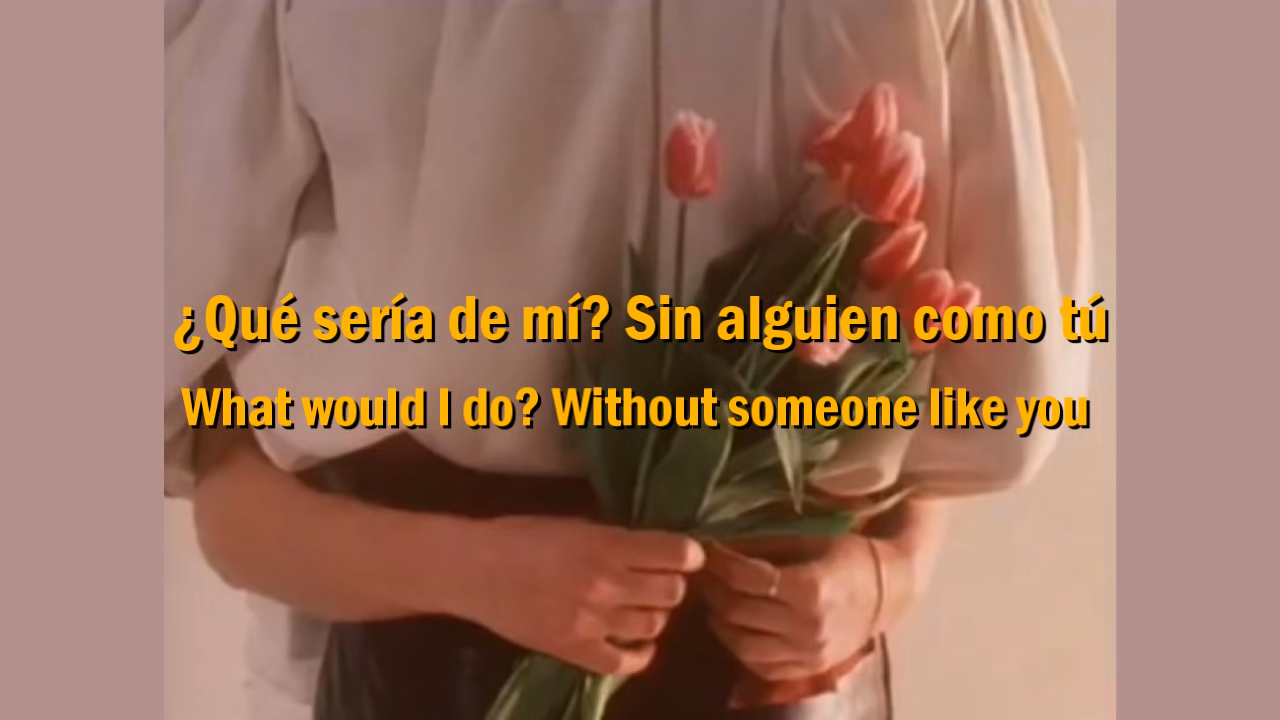 ¿Qué sería de mí? Sin alguien como tú
What would I do? Without someone like you